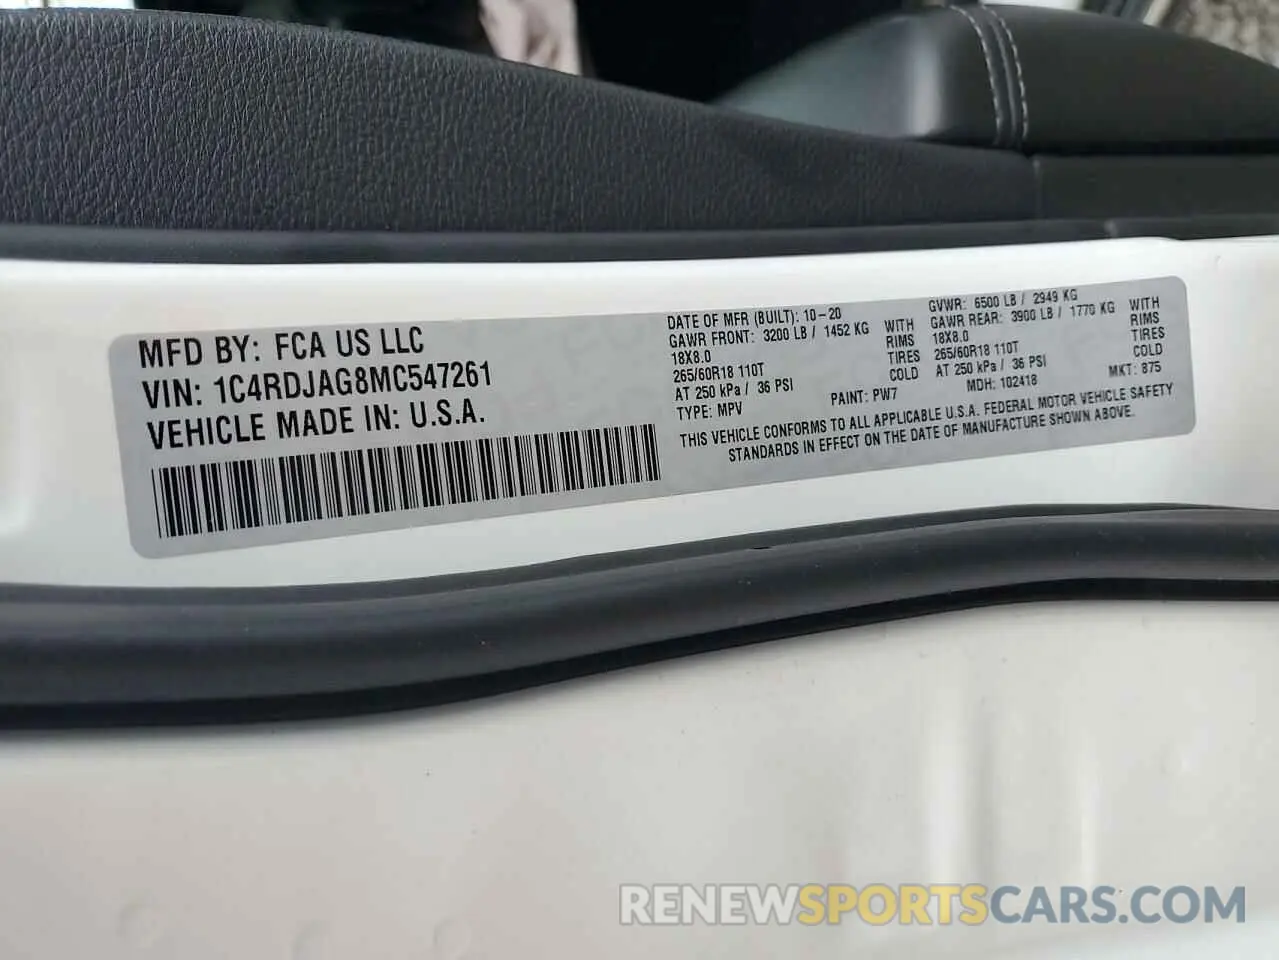 MFD BY: FCA US LLC
VIN: 1C4RDJAG8MC547261
VEHICLE MADE IN: U.S.A.
DATE OF MFR (BUILT): 10-20 GVWR: 6500 LB / 2949 KG
GAWR FRONT: 3200 LB / 1452 KG WITH GAWR REAR: 3900 LB / 1770 KG WITH
18X8.0 RIMS 18X8.0 RIMS
265/60R18 110T TIRES 265/60R18 110T TIRES
AT 250 kPa / 36 PSI COLD AT 250 kPa / 36 PSI COLD
TYPE: MPV PAINT: PW7 MDH: 102418 MKT: 875
THIS VEHICLE CONFORMS TO ALL APPLICABLE U.S.A. FEDERAL MOTOR VEHICLE SAFETY
STANDARDS IN EFFECT ON THE DATE OF MANUFACTURE SHOWN ABOVE.
RENEWSPORTSCARS.COM